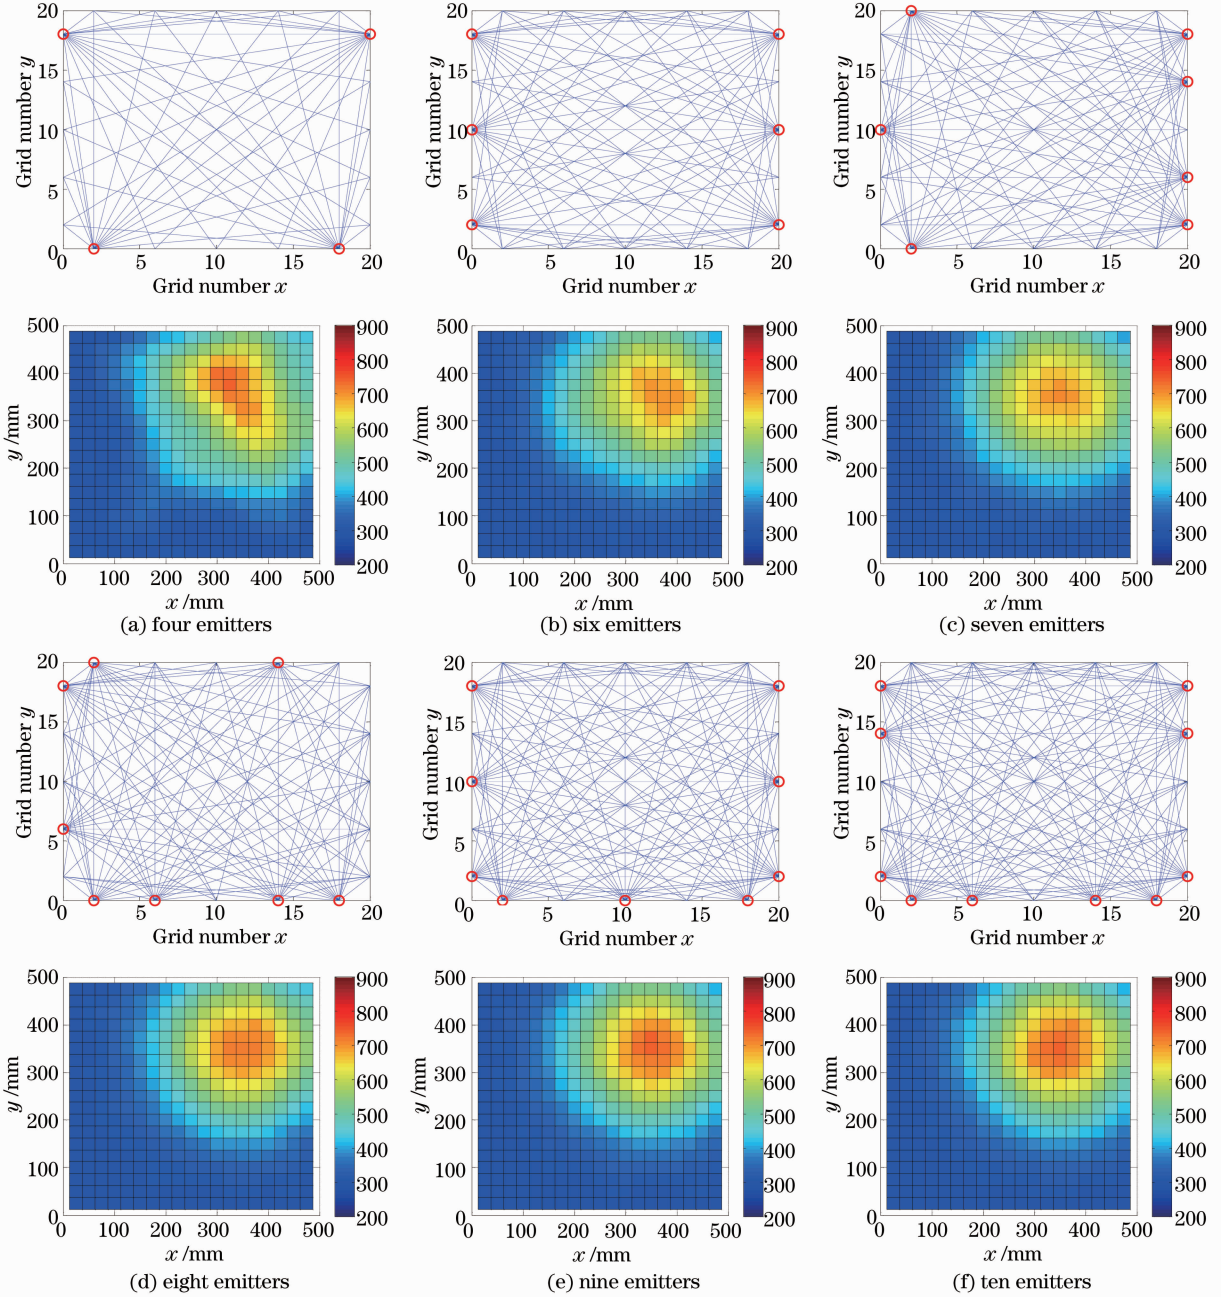 20 20 20
15 15 15
10 10 10
5 5 5
0 0 0
Grid number y Grid number y Grid number y
0 5 10 15 20 0 5 10 15 20 0 5 10 15 20
Grid number x Grid number x Grid number x
500 900 500 900 500 900
400 800 400 800 400 800
300 700 300 700 300 700
200 600 200 600 200 600
100 500 100 500 100 500
0 400 0 400 0 400
300 300 300
200 200 200
y /mm y /mm y /mm
0 100 200 300 400 500 0 100 200 300 400 500 0 100 200 300 400 500
x /mm x /mm x /mm
(a) four emitters (b) six emitters (c) seven emitters
20 20 20
15 15 15
10 10 10
5 5 5
0 0 0
Grid number y Grid number y Grid number y
0 5 10 15 20 0 5 10 15 20 0 5 10 15 20
Grid number x Grid number x Grid number x
500 900 500 900 500 900
400 800 400 800 400 800
300 700 300 700 300 700
200 600 200 600 200 600
100 500 100 500 100 500
0 400 0 400 0 400
300 300 300
200 200 200
y /mm y /mm y /mm
0 100 200 300 400 500 0 100 200 300 400 500 0 100 200 300 400 500
x /mm x /mm x /mm
(d) eight emitters (e) nine emitters (f) ten emitters